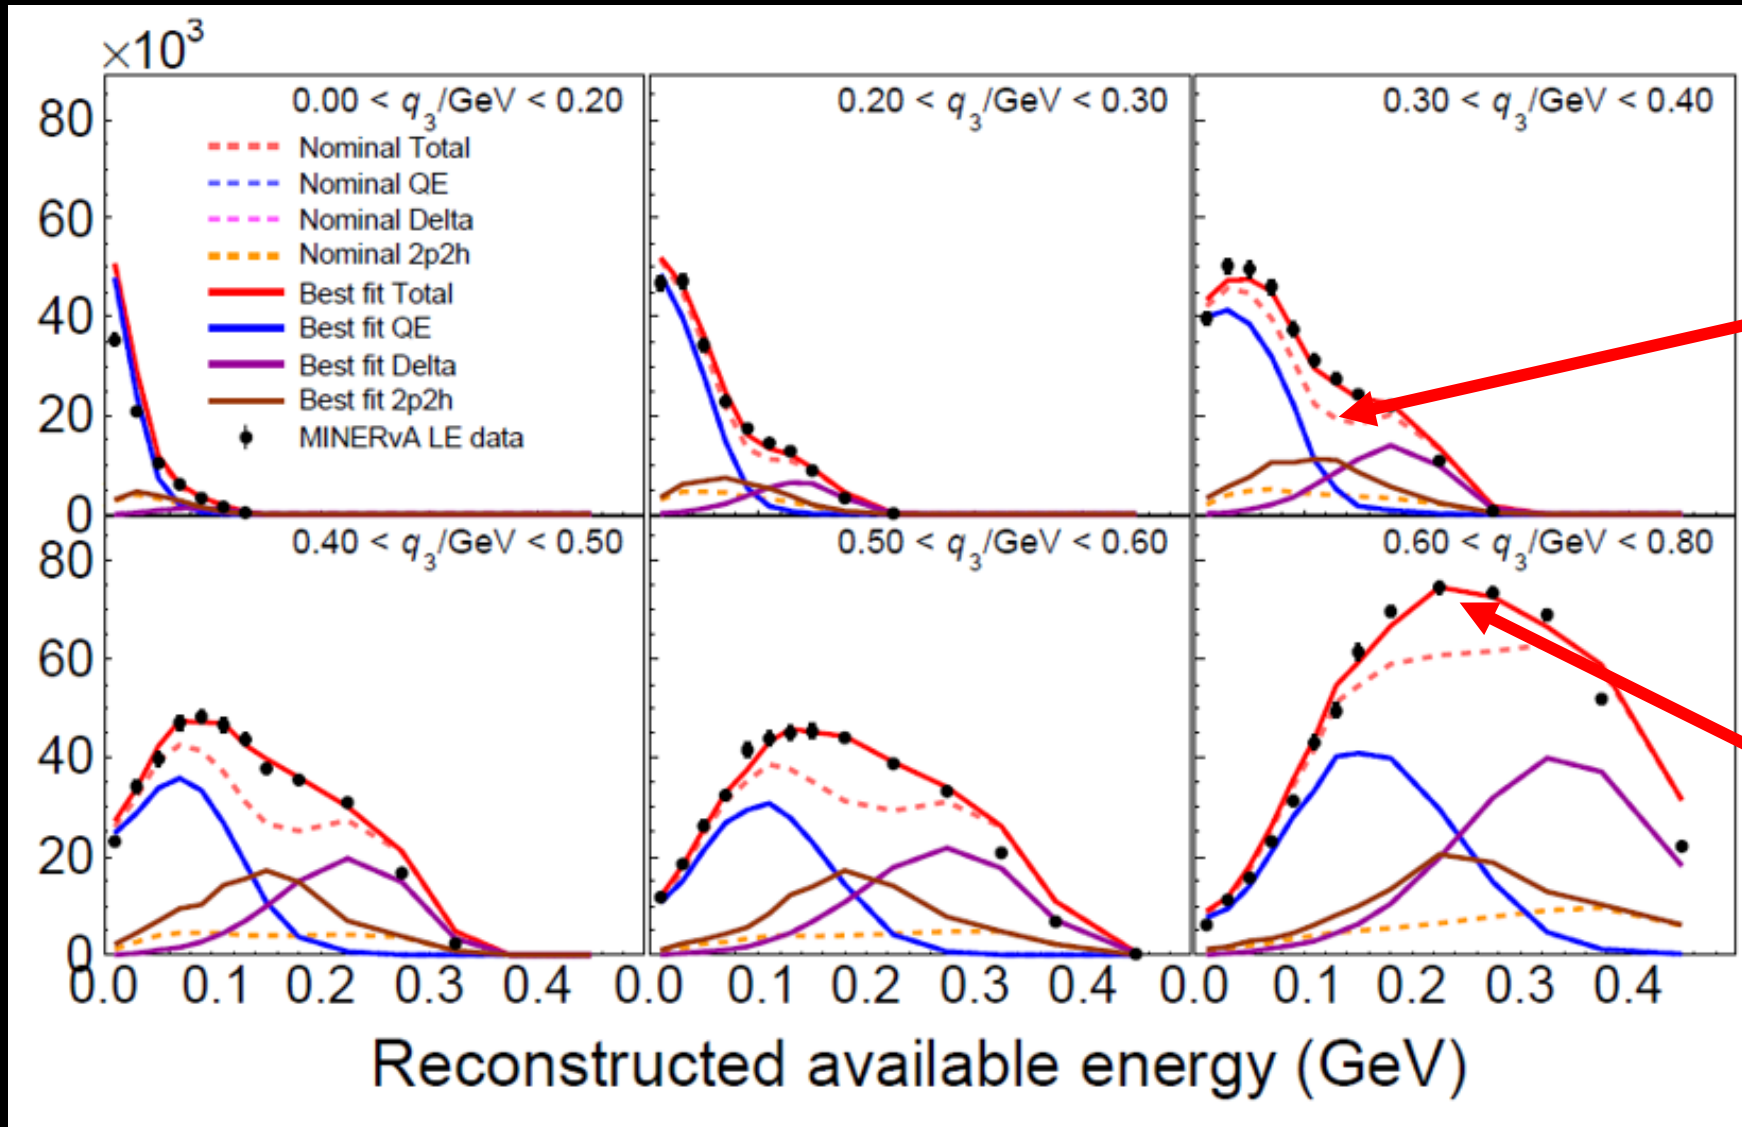 ×10³
0.00 < q₃/GeV < 0.20
0.20 < q₃/GeV < 0.30
0.30 < q₃/GeV < 0.40
80
60
40
20
0
Nominal Total
Nominal QE
Nominal Delta
Nominal 2p2h
Best fit Total
Best fit QE
Best fit Delta
Best fit 2p2h
MINERvA LE data
0.40 < q₃/GeV < 0.50
0.50 < q₃/GeV < 0.60
0.60 < q₃/GeV < 0.80
80
60
40
20
0
0.0 0.1 0.2 0.3 0.4 0.0 0.1 0.2 0.3 0.4 0.0 0.1 0.2 0.3 0.4
Reconstructed available energy (GeV)